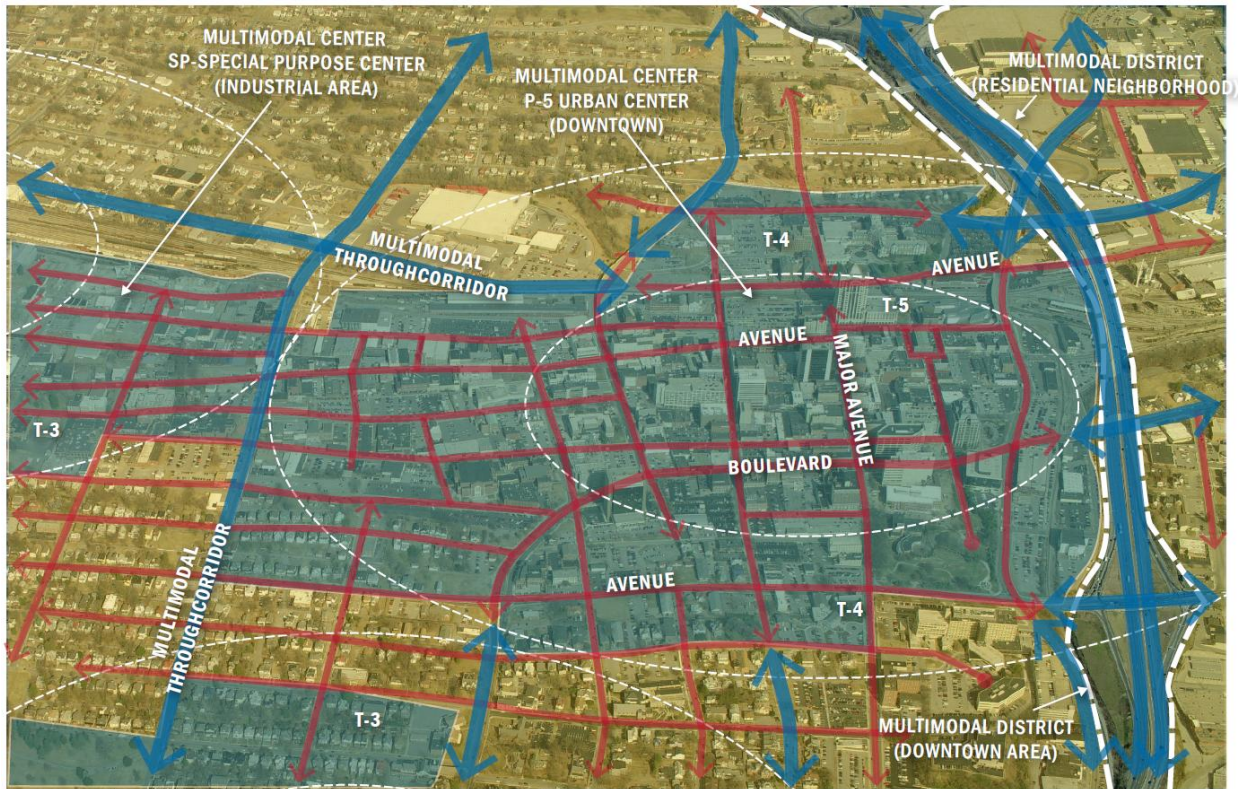 MULTIMODAL CENTER
SP-SPECIAL PURPOSE CENTER
(INDUSTRIAL AREA)
MULTIMODAL CENTER
P-5 URBAN CENTER
(DOWNTOWN)
MULTIMODAL DISTRICT
(RESIDENTIAL NEIGHBORHOOD)
MULTIMODAL
THROUGHCORRIDOR
T-4
AVENUE
T-5
AVENUE
MAJOR AVENUE
T-3
BOULEVARD
MULTIMODAL
THROUGHCORRIDOR
AVENUE
T-4
T-3
MULTIMODAL DISTRICT
(DOWNTOWN AREA)